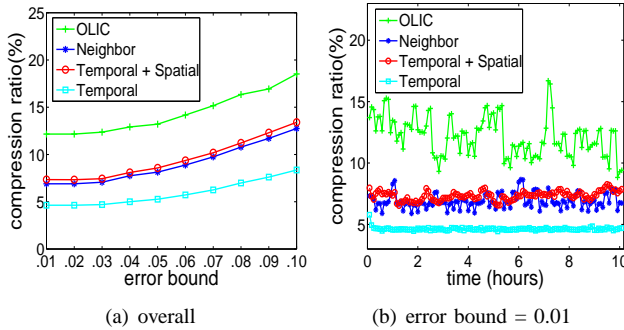 compression ratio(%)
25
20
15
10
5
0
OLIC
Neighbor
Temporal + Spatial
Temporal
.01 .02 .03 .04 .05 .06 .07 .08 .09 .10
error bound
(a) overall
compression ratio(%)
20
15
10
5
OLIC
Neighbor
Temporal + Spatial
Temporal
0 2 4 6 8 10
time (hours)
(b) error bound = 0.01